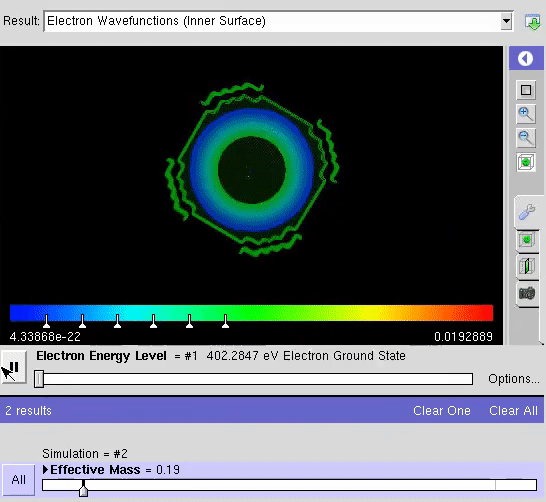 Result: Electron Wavefunctions (Inner Surface)
4.33868e-22 0.0192889
Electron Energy Level = #1 402.2847 eV Electron Ground State
Options...
2 results Clear One Clear All
Simulation = #2
All Effective Mass = 0.19